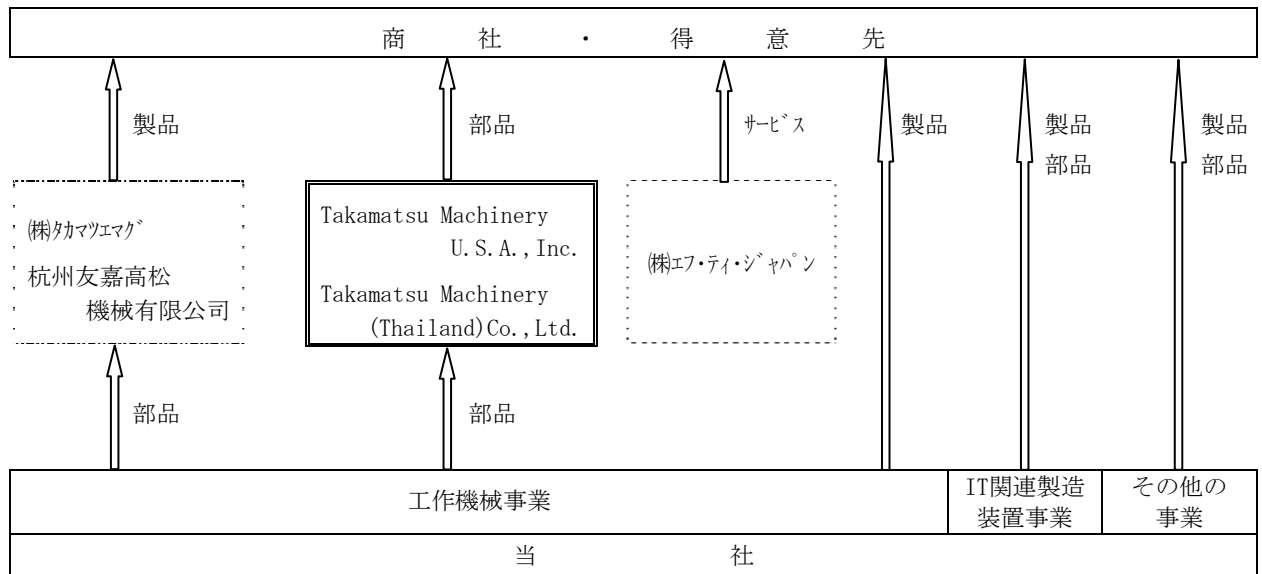 商社・得意先
製品
部品
ｻｰﾋﾞｽ
製品
製品
部品
製品
部品
㈱ﾀｶﾏﾂｴﾏｸﾞ
杭州友嘉高松
機械有限公司
Takamatsu Machinery
U.S.A.,Inc.
Takamatsu Machinery
(Thailand)Co.,Ltd.
㈱ｴﾌ･ﾃｨ･ｼﾞｬﾊﾟﾝ
部品
部品
工作機械事業
IT関連製造
装置事業
その他の
事業
当社